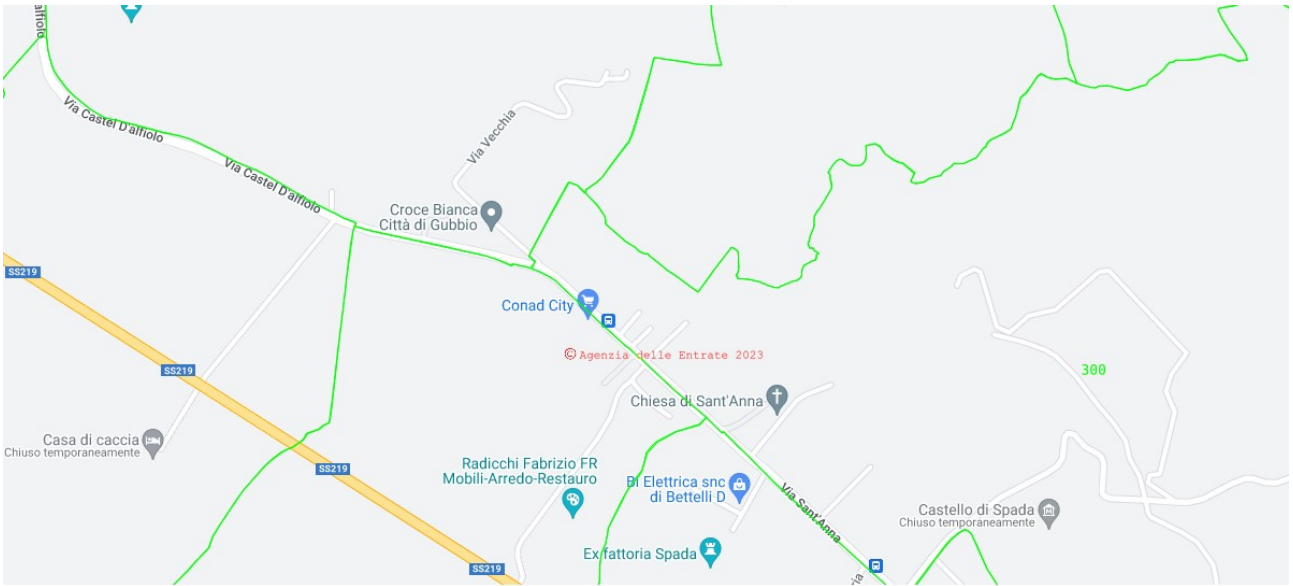 alfiolo
Via Castel D'alfiolo
Via Castel D'alfiolo
Via Vecchia
Croce Bianca
Città di Gubbio
SS219
Conad City
© Agenzia delle Entrate 2023
SS219
300
Chiesa di Sant'Anna
Casa di caccia
Chiuso temporaneamente
SS219
Radicchi Fabrizio FR
Mobili-Arredo-Restauro
BI Elettrica snc
di Bettelli D
Via Sant'Anna
Castello di Spada
Chiuso temporaneamente
Ex fattoria Spada
SS219
ria